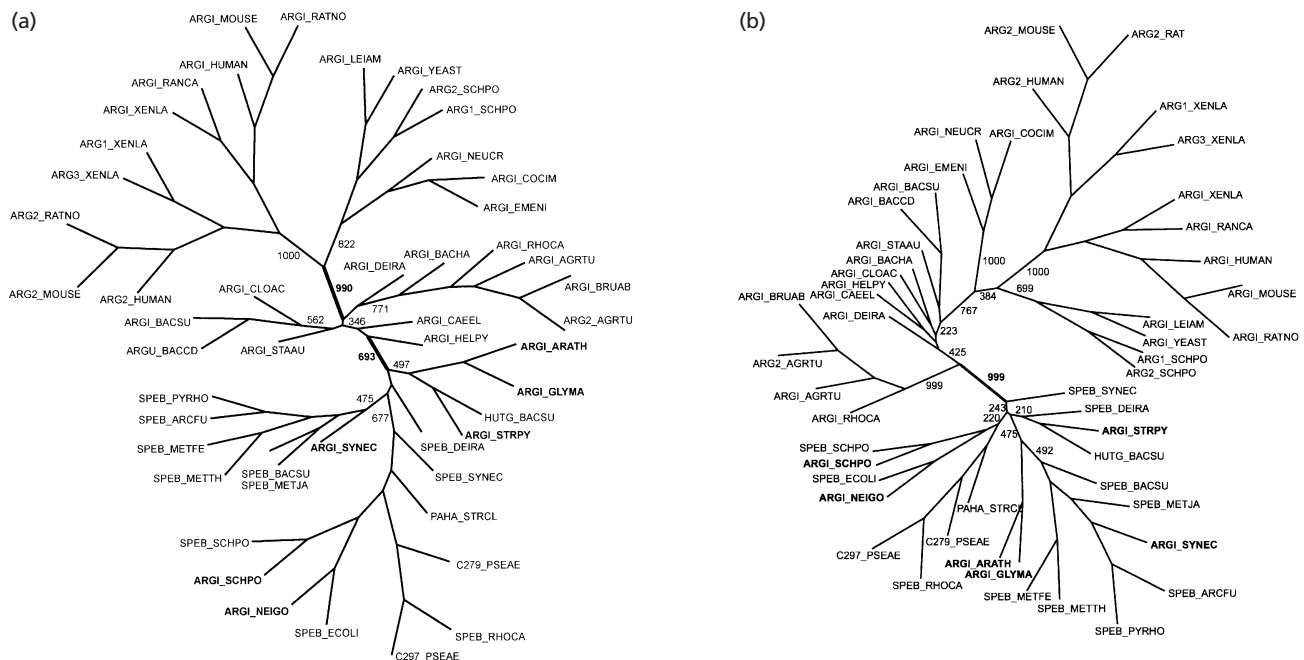 (a)
ARGI_MOUSE
ARGI_RATNO
ARGI_HUMAN
ARGI_RANCA
ARGI_XENLA
ARG1_XENLA
ARG3_XENLA
ARG2_RATNO
ARG2_MOUSE
ARG2_HUMAN
ARGI_LEIAM
ARGI_YEAST
ARG2_SCHPO
ARG1_SCHPO
ARGI_NEUCR
ARGI_COCIM
ARGI_EMENI
822
1000
990
ARGI_DEIRA
ARGI_BACHA
ARGI_RHOCA
ARGI_AGRTU
ARGI_BRUAB
ARG2_AGRTU
771
346
ARGI_CLOAC
562
ARGI_BACSU
ARGU_BACCD
ARGI_STAAU
ARGI_CAEEL
ARGI_HELPY
693
497
ARGI_ARATH
ARGI_GLYMA
HUTG_BACSU
ARGI_STRPY
SPEB_DEIRA
475
677
SPEB_PYRHO
SPEB_ARCFU
SPEB_METFE
SPEB_METTH
SPEB_BACSU
SPEB_METJA
ARGI_SYNEC
SPEB_SYNEC
PAHA_STRCL
SPEB_SCHPO
ARGI_SCHPO
ARGI_NEIGO
SPEB_ECOLI
C279_PSEAE
SPEB_RHOCA
C297_PSEAE
(b)
ARG2_MOUSE
ARG2_RAT
ARG2_HUMAN
ARG1_XENLA
ARG3_XENLA
ARGI_NEUCR
ARGI_COCIM
ARGI_EMENI
ARGI_BACSU
ARGI_BACCD
ARGI_XENLA
ARGI_RANCA
ARGI_HUMAN
ARGI_MOUSE
ARGI_RATNO
ARGI_STAAU
ARGI_BACHA
ARGI_CLOAC
ARGI_HELPY
ARGI_CAEEL
ARGI_BRUAB
ARGI_DEIRA
1000
1000
699
384
767
223
425
ARGI_LEIAM
ARGI_YEAST
ARG1_SCHPO
ARG2_SCHPO
ARG2_AGRTU
ARGI_AGRTU
ARGI_RHOCA
999
999
SPEB_SYNEC
SPEB_DEIRA
ARGI_STRPY
HUTG_BACSU
243
210
220
475
492
SPEB_SCHPO
ARGI_SCHPO
SPEB_ECOLI
ARGI_NEIGO
SPEB_BACSU
SPEB_METJA
PAHA_STRCL
C279_PSEAE
C297_PSEAE
SPEB_RHOCA
ARGI_ARATH
ARGI_GLYMA
ARGI_SYNEC
SPEB_METFE
SPEB_METTH
SPEB_ARCFU
SPEB_PYRHO